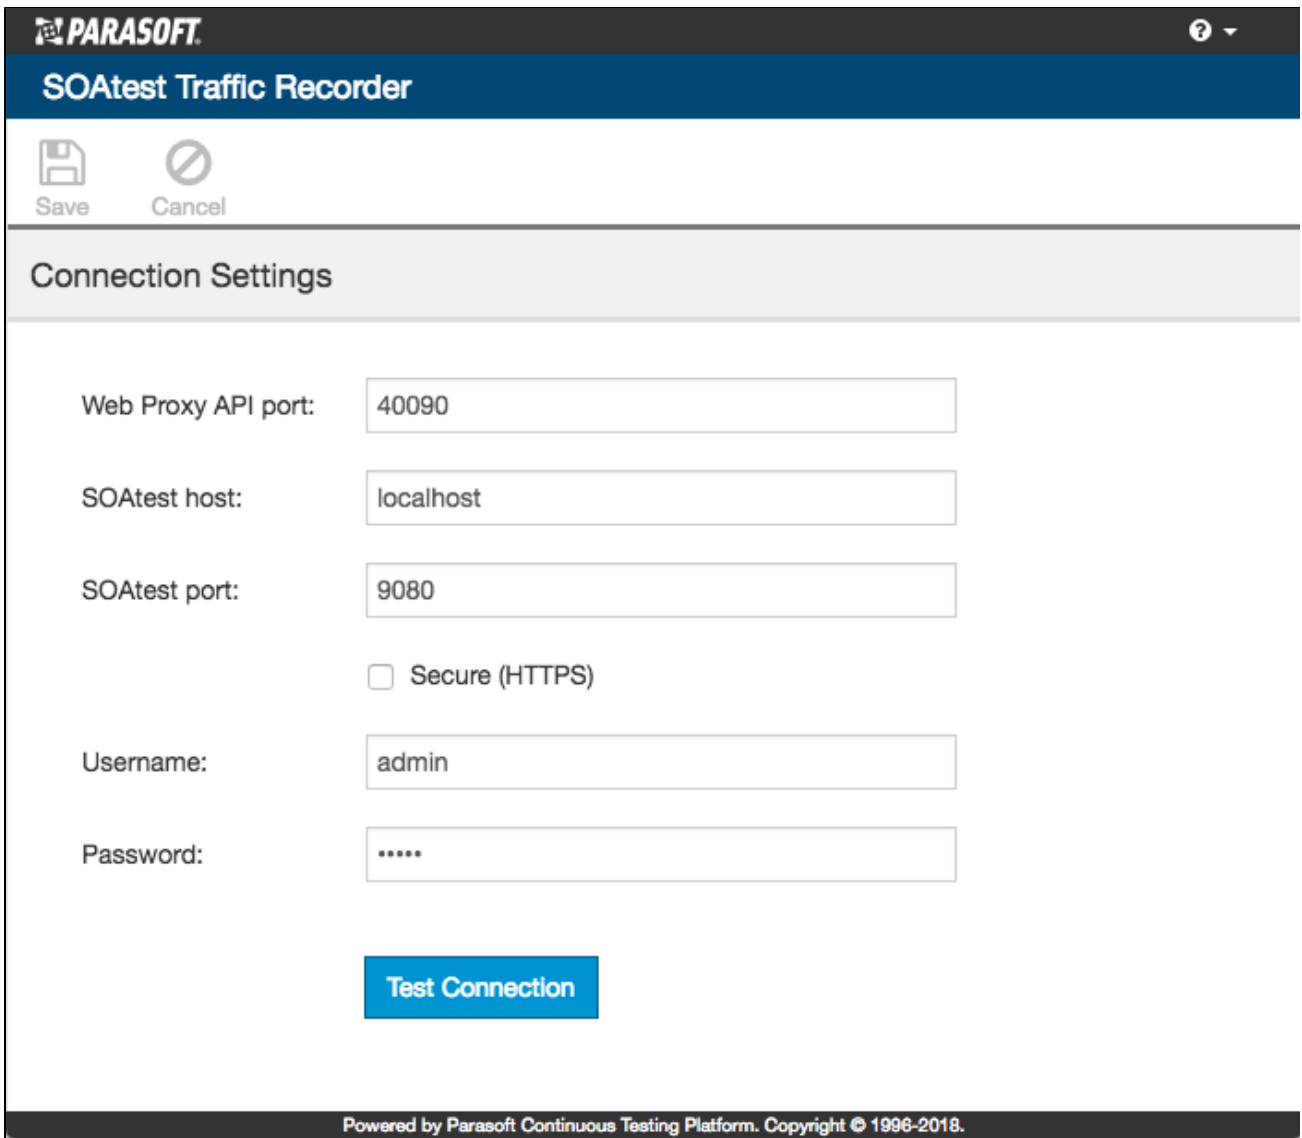 PARASOFT.
SOAtest Traffic Recorder
Save Cancel
Connection Settings
Web Proxy API port: 40090
SOAtest host: localhost
SOAtest port: 9080
Secure (HTTPS)
Username: admin
Password: •••••
Test Connection
Powered by Parasoft Continuous Testing Platform. Copyright © 1996-2018.